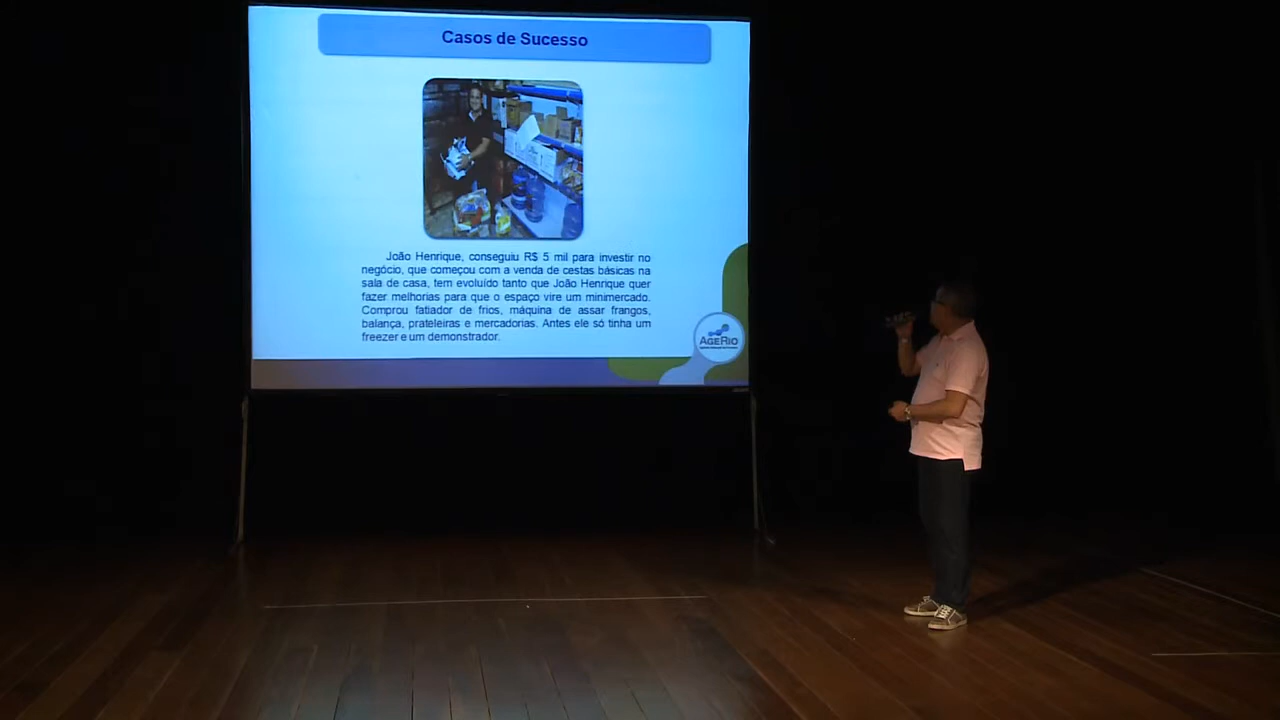 Casos de Sucesso
João Henrique, conseguiu R$ 5 mil para investir no
negócio, que começou com a venda de cestas básicas na
sala de casa, tem evoluído tanto que João Henrique quer
fazer melhorias para que o espaço vire um minimercado.
Comprou fatiador de frios, máquina de assar frangos,
balança, prateleiras e mercadorias. Antes ele só tinha um
freezer e um demonstrador.
AGERIO